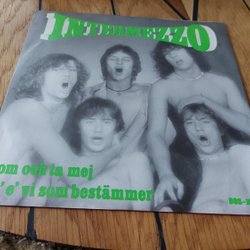 INTERMEZZO
om och ta mej
' e' vi som bestämmer